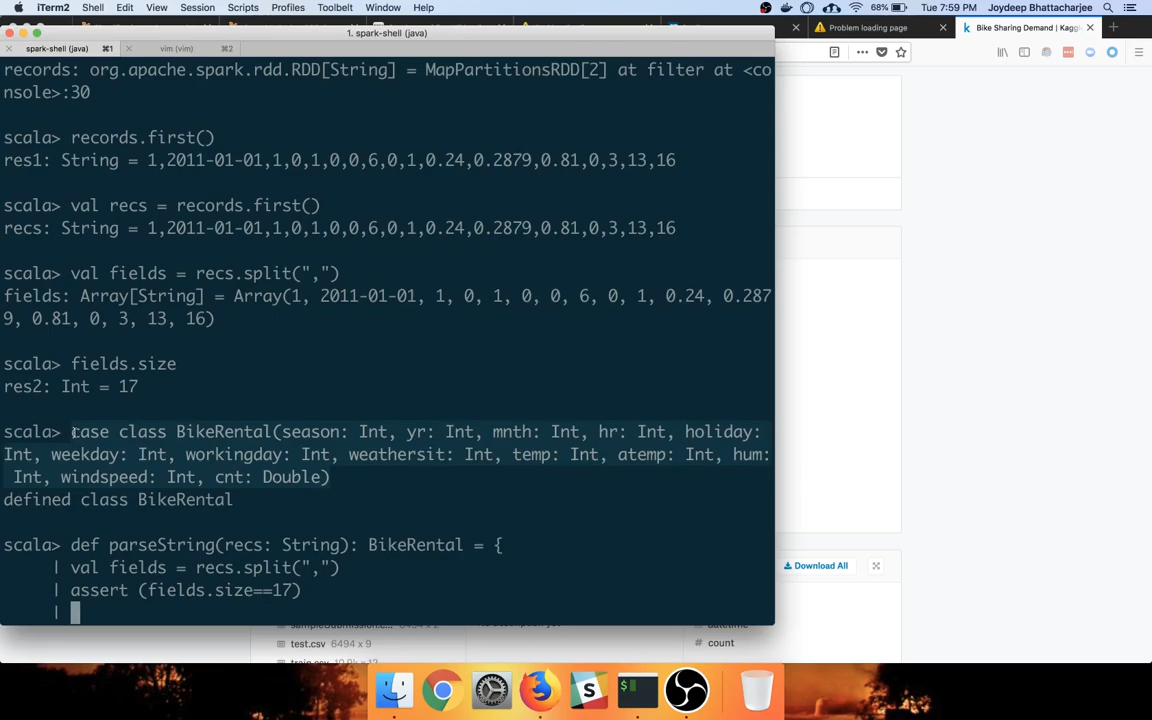 iTerm2 Shell Edit View Session Scripts Profiles Toolbelt Window Help 68% Tue 7:59 PM Joydeep Bhattacharjee
1. spark-shell (java)
Problem loading page
Bike Sharing Demand | Kaggl
spark-shell (java) ⌘1
vim (vim) ⌘2
records: org.apache.spark.rdd.RDD[String] = MapPartitionsRDD[2] at filter at <co
nsole>:30
scala> records.first()
res1: String = 1,2011-01-01,1,0,1,0,0,6,0,1,0.24,0.2879,0.81,0,3,13,16
scala> val recs = records.first()
recs: String = 1,2011-01-01,1,0,1,0,0,6,0,1,0.24,0.2879,0.81,0,3,13,16
scala> val fields = recs.split(",")
fields: Array[String] = Array(1, 2011-01-01, 1, 0, 1, 0, 0, 6, 0, 1, 0.24, 0.287
9, 0.81, 0, 3, 13, 16)
scala> fields.size
res2: Int = 17
scala> case class BikeRental(season: Int, yr: Int, mnth: Int, hr: Int, holiday:
Int, weekday: Int, workingday: Int, weathersit: Int, temp: Int, atemp: Int, hum:
Int, windspeed: Int, cnt: Double)
defined class BikeRental
scala> def parseString(recs: String): BikeRental = {
| val fields = recs.split(",")
| assert (fields.size==17)
|
Download All
test.csv 6494 x 9
count